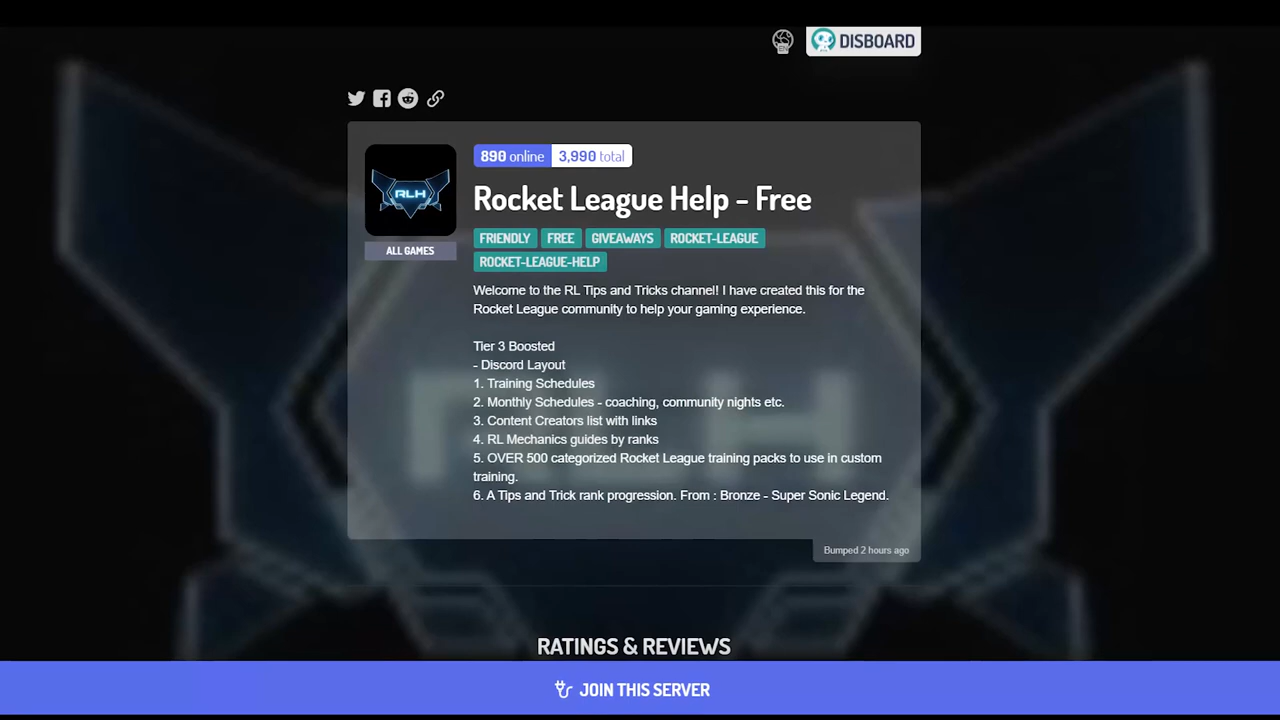 EN
DISBOARD
RLH
ALL GAMES
890 online 3,990 total
Rocket League Help - Free
FRIENDLY FREE GIVEAWAYS ROCKET-LEAGUE
ROCKET-LEAGUE-HELP
Welcome to the RL Tips and Tricks channel! I have created this for the
Rocket League community to help your gaming experience.
Tier 3 Boosted
- Discord Layout
1. Training Schedules
2. Monthly Schedules - coaching, community nights etc.
3. Content Creators list with links
4. RL Mechanics guides by ranks
5. OVER 500 categorized Rocket League training packs to use in custom
training.
6. A Tips and Trick rank progression. From : Bronze - Super Sonic Legend.
Bumped 2 hours ago
RLH
RATINGS & REVIEWS
JOIN THIS SERVER